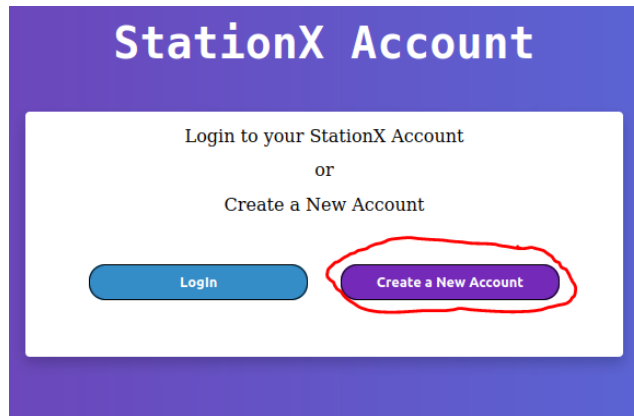 StationX Account
Login to your StationX Account
or
Create a New Account
LogIn
Create a New Account